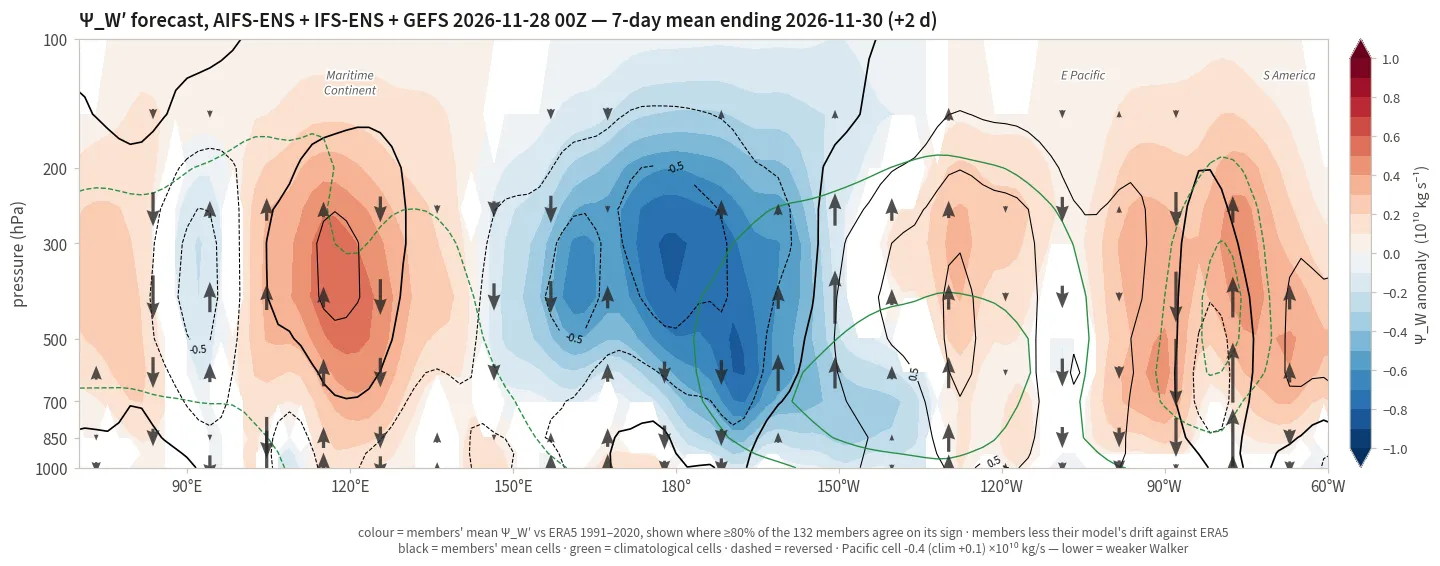 Ψ_W′ forecast, AIFS-ENS + IFS-ENS + GEFS 2026-11-28 00Z — 7-day mean ending 2026-11-30 (+2 d)
100
200
300
400
500
700
850
1000
pressure (hPa)
Maritime
Continent
E Pacific
S America
-0.5
-0.5
-0.5
0.5
0.5
90°E
120°E
150°E
180°
150°W
120°W
90°W
60°W
1.0
0.8
0.6
0.4
0.2
0.0
−0.2
−0.4
−0.6
−0.8
−1.0
Ψ_W anomaly (10¹⁰ kg s⁻¹)
colour = members' mean Ψ_W′ vs ERA5 1991–2020, shown where ≥80% of the 132 members agree on its sign · members less their model's drift against ERA5
black = members' mean cells · green = climatological cells · dashed = reversed · Pacific cell -0.4 (clim +0.1) ×10¹⁰ kg/s — lower = weaker Walker